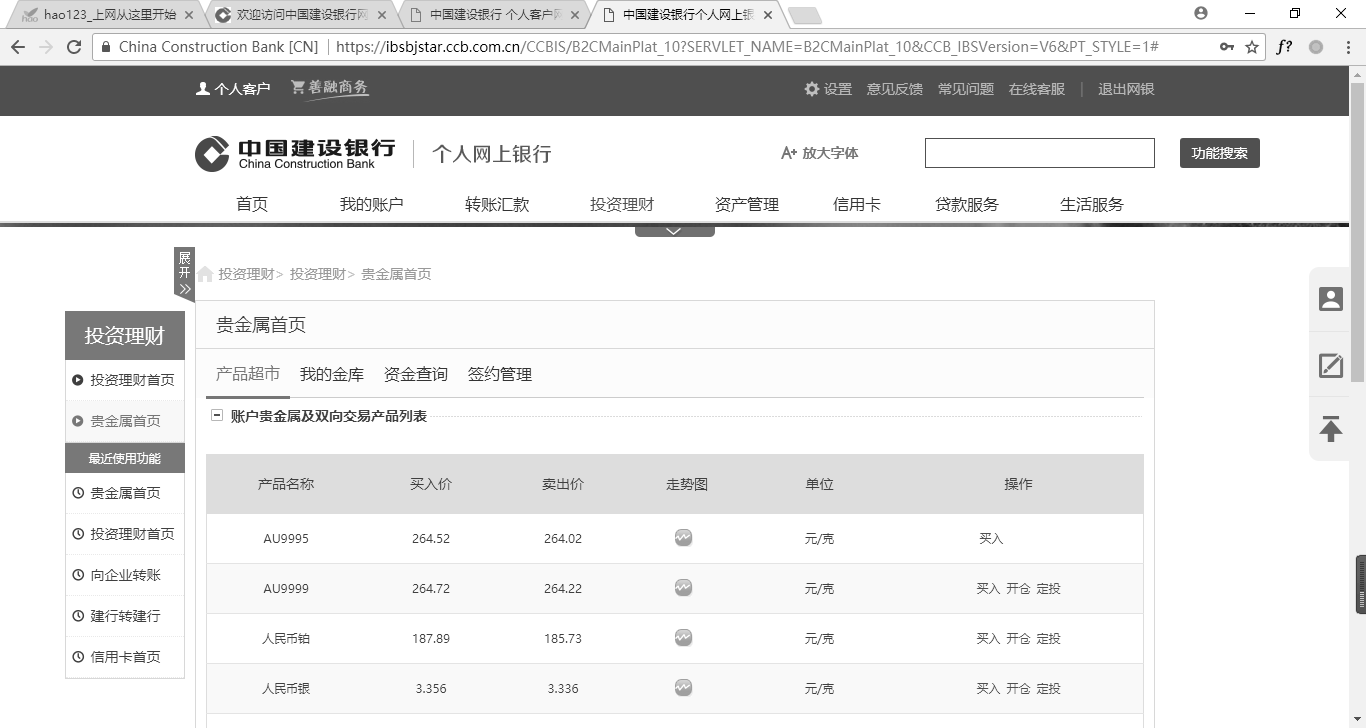 hao123_上网从这里开始
欢迎访问中国建设银行网
中国建设银行 个人客户网
中国建设银行个人网上银
China Construction Bank [CN] | https://ibsbjstar.ccb.com.cn/CCBIS/B2CMainPlat_10?SERVLET_NAME=B2CMainPlat_10&CCB_IBSVersion=V6&PT_STYLE=1#
f?
个人客户 善融商务 设置 意见反馈 常见问题 在线客服 | 退出网银
中国建设银行
China Construction Bank
个人网上银行
A+ 放大字体
功能搜索
首页 我的账户 转账汇款 投资理财 资产管理 信用卡 贷款服务 生活服务
展开
投资理财> 投资理财> 贵金属首页
投资理财
投资理财首页
贵金属首页
最近使用功能
贵金属首页
投资理财首页
向企业转账
建行转建行
信用卡首页
贵金属首页
产品超市 我的金库 资金查询 签约管理
账户贵金属及双向交易产品列表
产品名称 买入价 卖出价 走势图 单位 操作
AU9995 264.52 264.02 元/克 买入
AU9999 264.72 264.22 元/克 买入 开仓 定投
人民币铂 187.89 185.73 元/克 买入 开仓 定投
人民币银 3.356 3.336 元/克 买入 开仓 定投